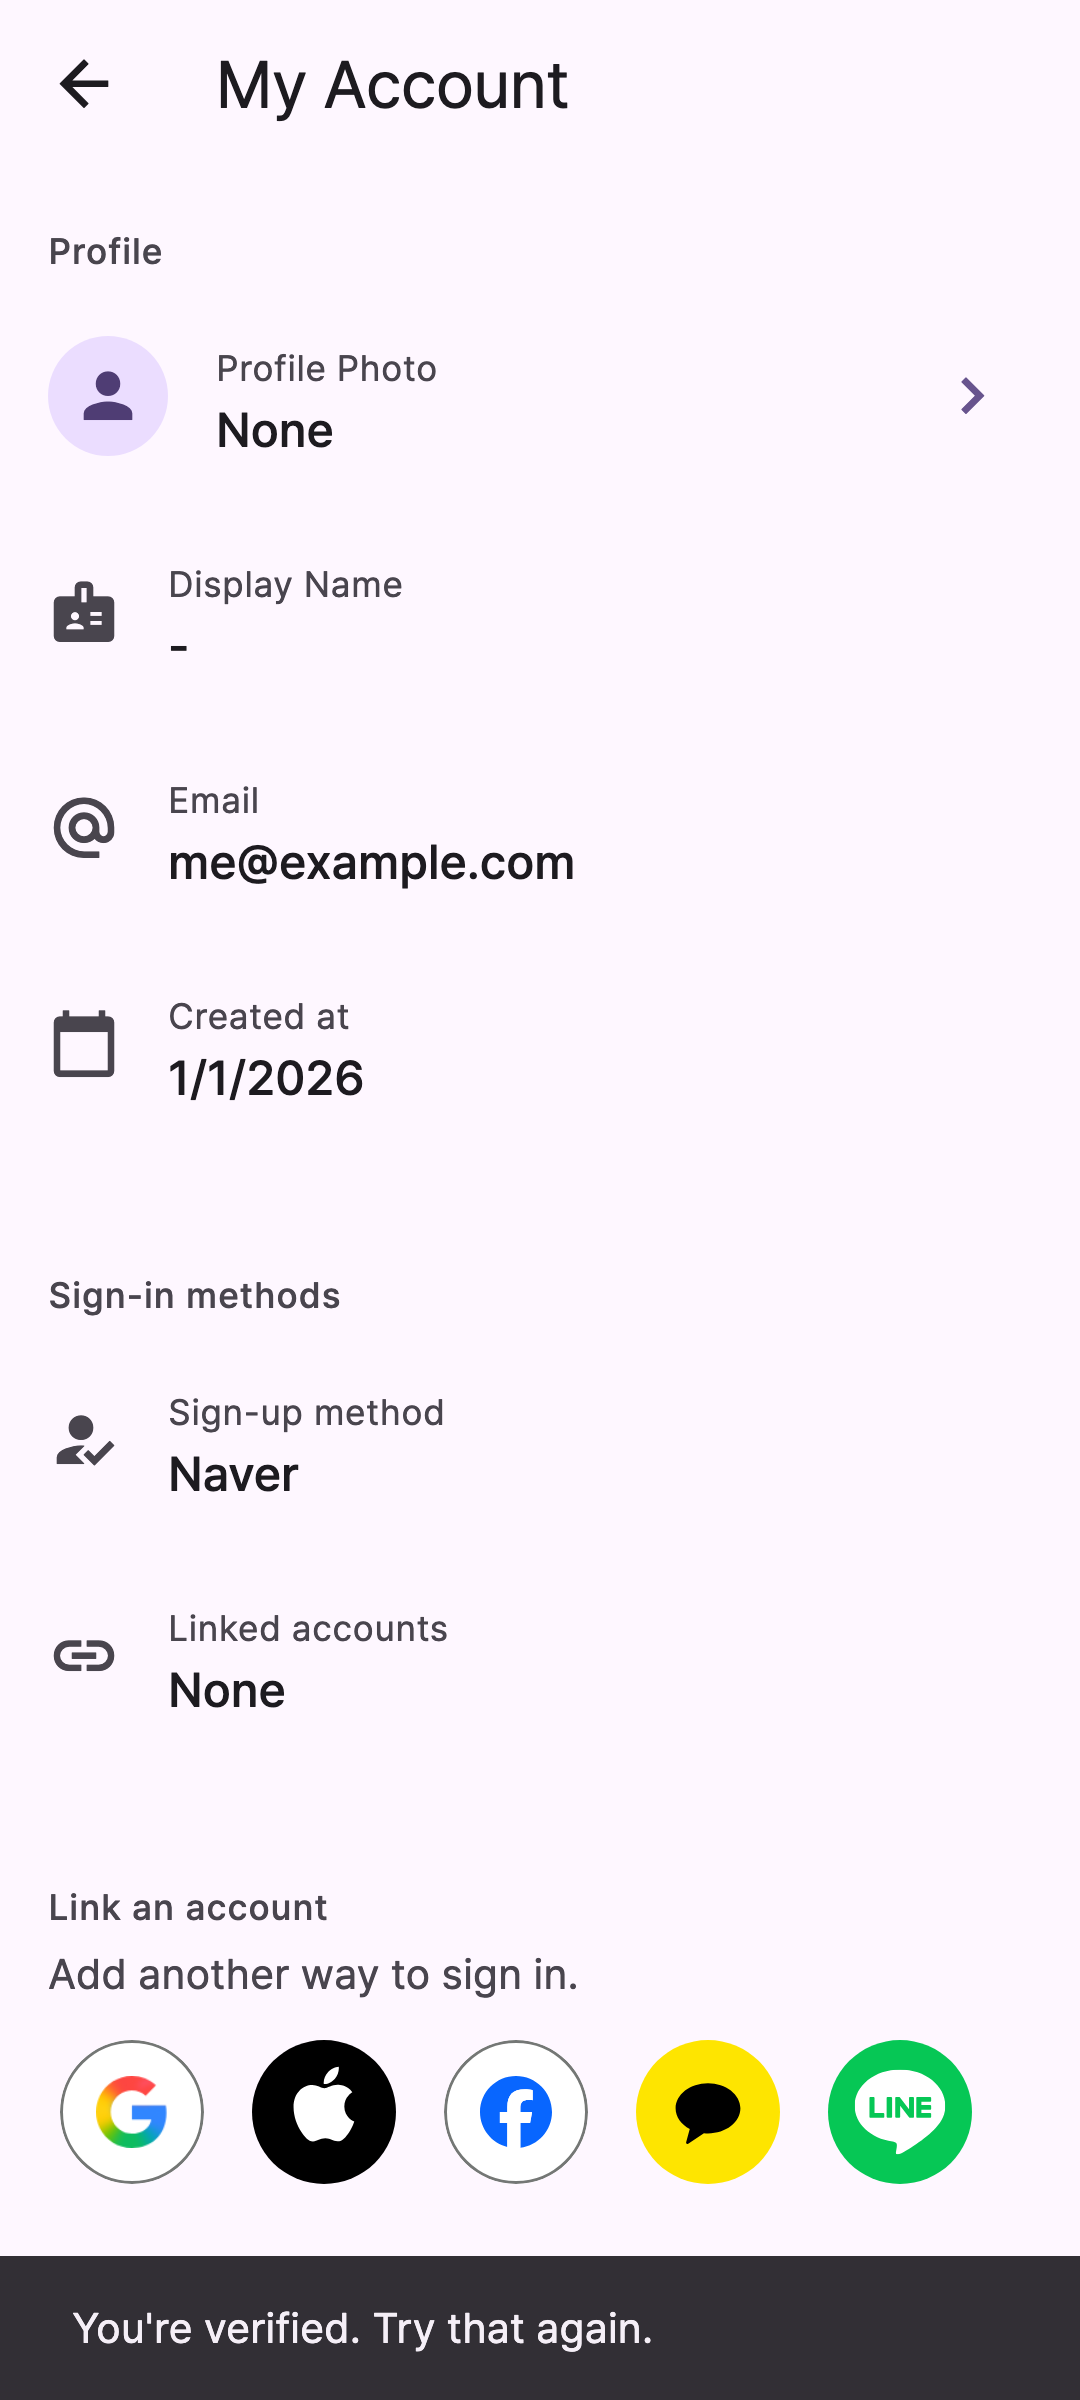 My Account
Profile
Profile Photo
None
Display Name
-
Email
me@example.com
Created at
1/1/2026
Sign-in methods
Sign-up method
Naver
Linked accounts
None
Link an account
Add another way to sign in.
LINE
You're verified. Try that again.